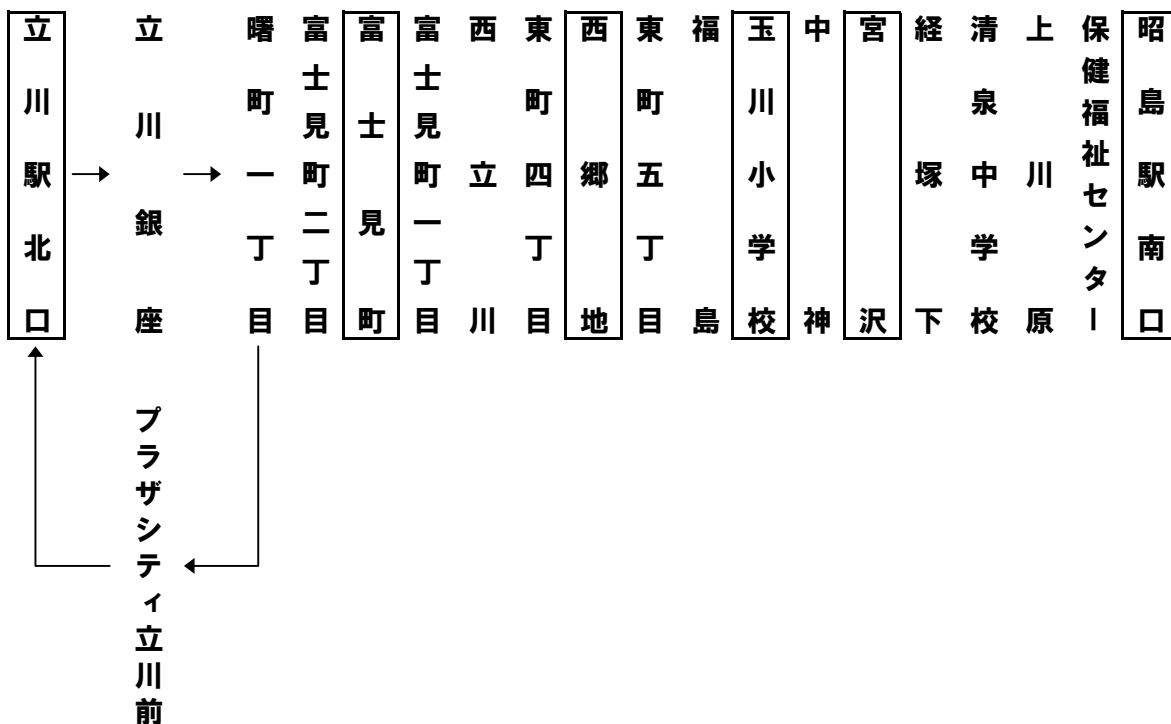 立川駅北口
立川銀座
曙町一丁目
富士見町二丁目
富士見町
富士見町一丁目
西立川
東町四丁目
西郷地
東町五丁目
福島
玉川小学校
中神
宮沢
経塚下
清泉中学校
上川原
保健福祉センター
昭島駅南口
プラザシティ立川前